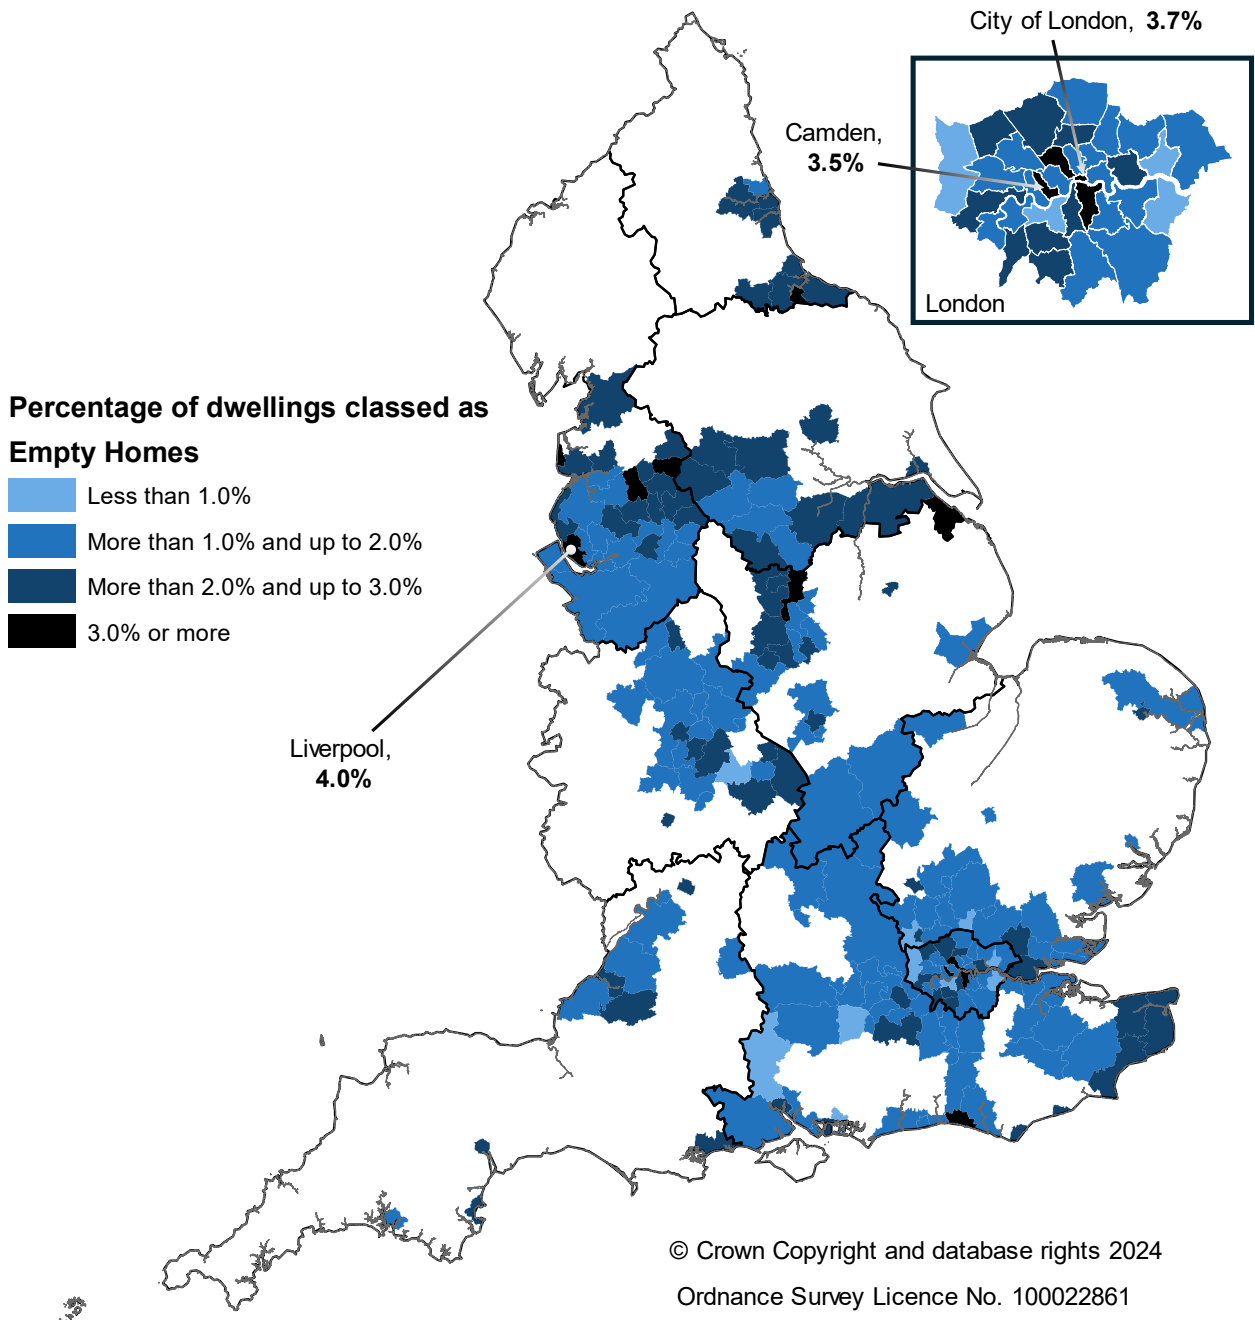 City of London, 3.7%
Camden,
3.5%
London
Percentage of dwellings classed as
Empty Homes
Less than 1.0%
More than 1.0% and up to 2.0%
More than 2.0% and up to 3.0%
3.0% or more
Liverpool,
4.0%
© Crown Copyright and database rights 2024
Ordnance Survey Licence No. 100022861